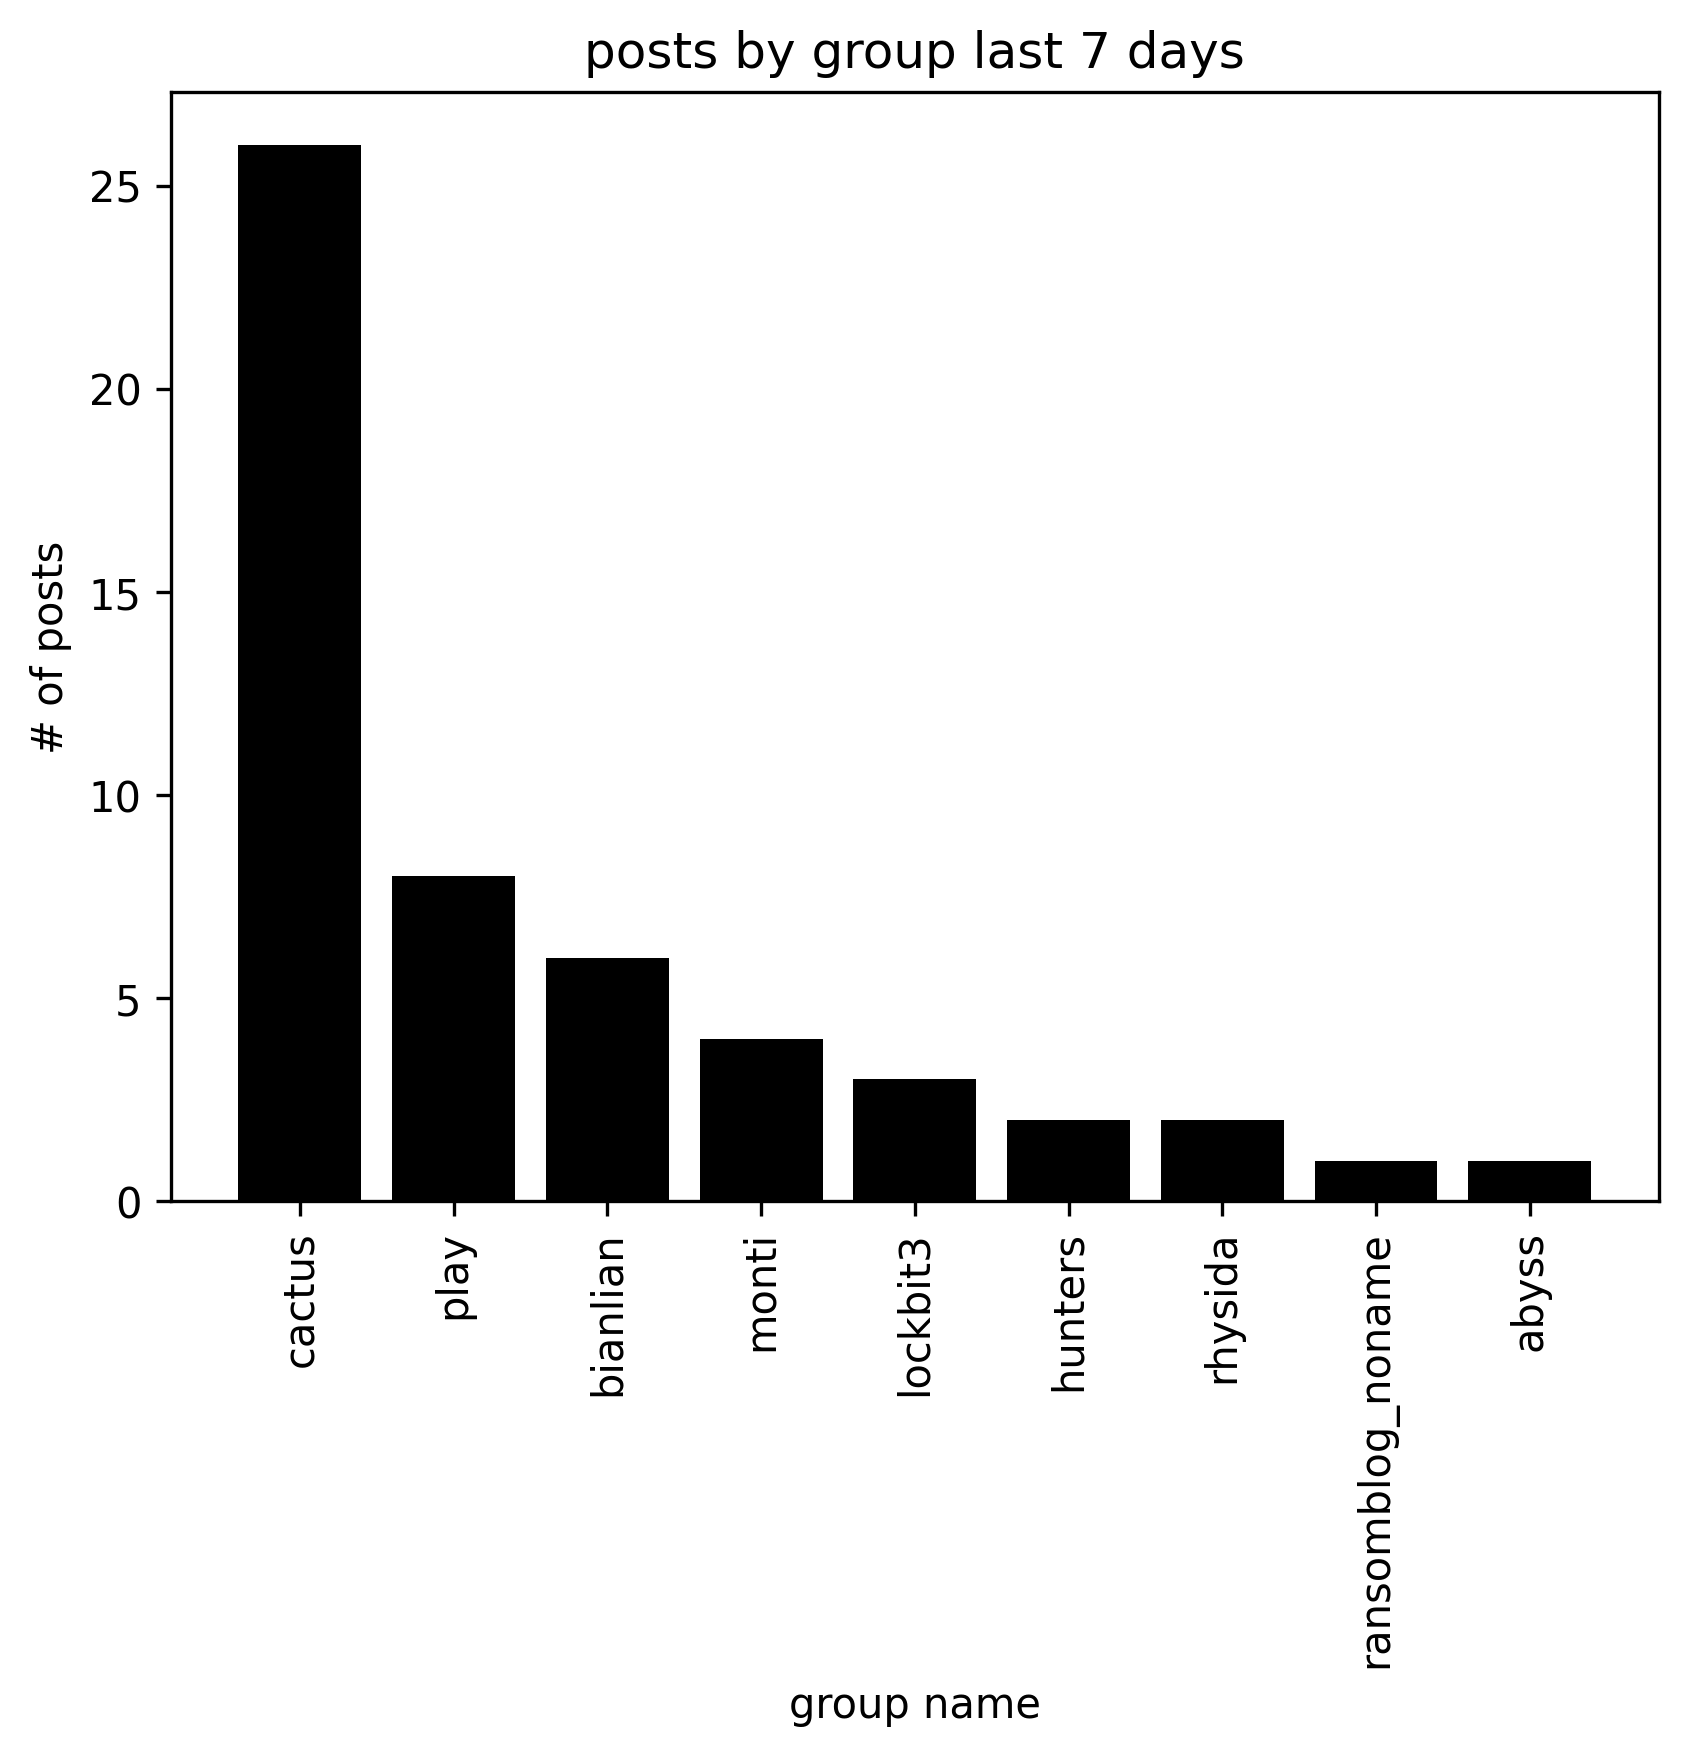 posts by group last 7 days
# of posts
25
20
15
10
5
0
cactus
play
bianlian
monti
lockbit3
hunters
rhysida
ransomblog_noname
abyss
group name